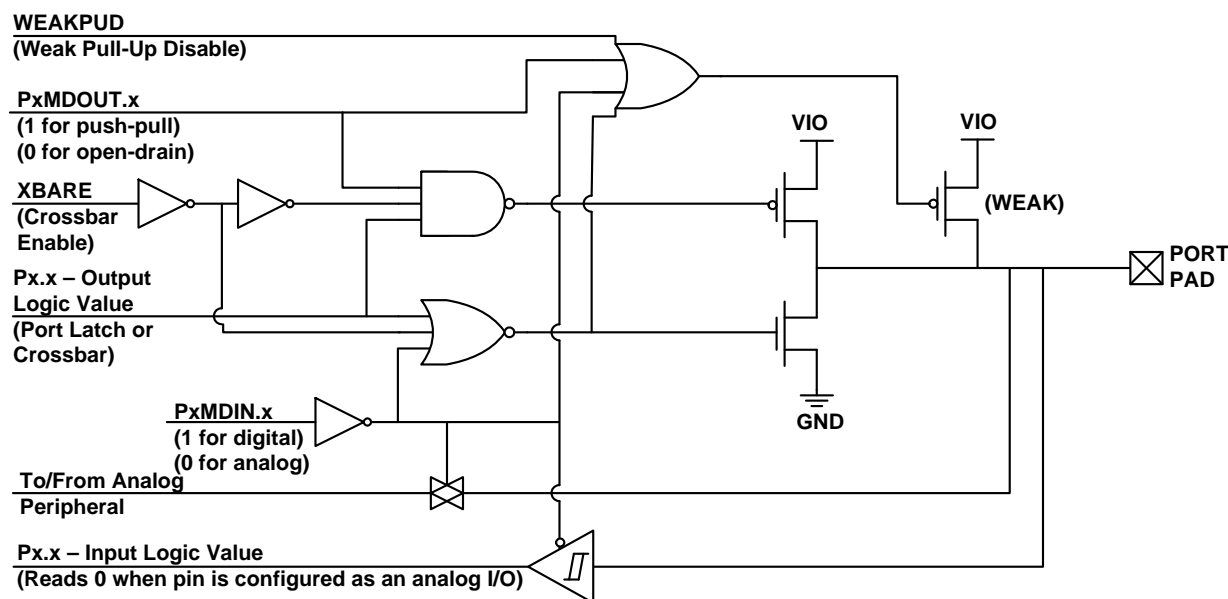 WEAKPUD
(Weak Pull-Up Disable)
PxMDOUT.x
(1 for push-pull)
(0 for open-drain)
XBARE
(Crossbar
Enable)
Px.x – Output
Logic Value
(Port Latch or
Crossbar)
PxMDIN.x
(1 for digital)
(0 for analog)
To/From Analog
Peripheral
Px.x – Input Logic Value
(Reads 0 when pin is configured as an analog I/O)
VIO
VIO
(WEAK)
GND
PORT
PAD